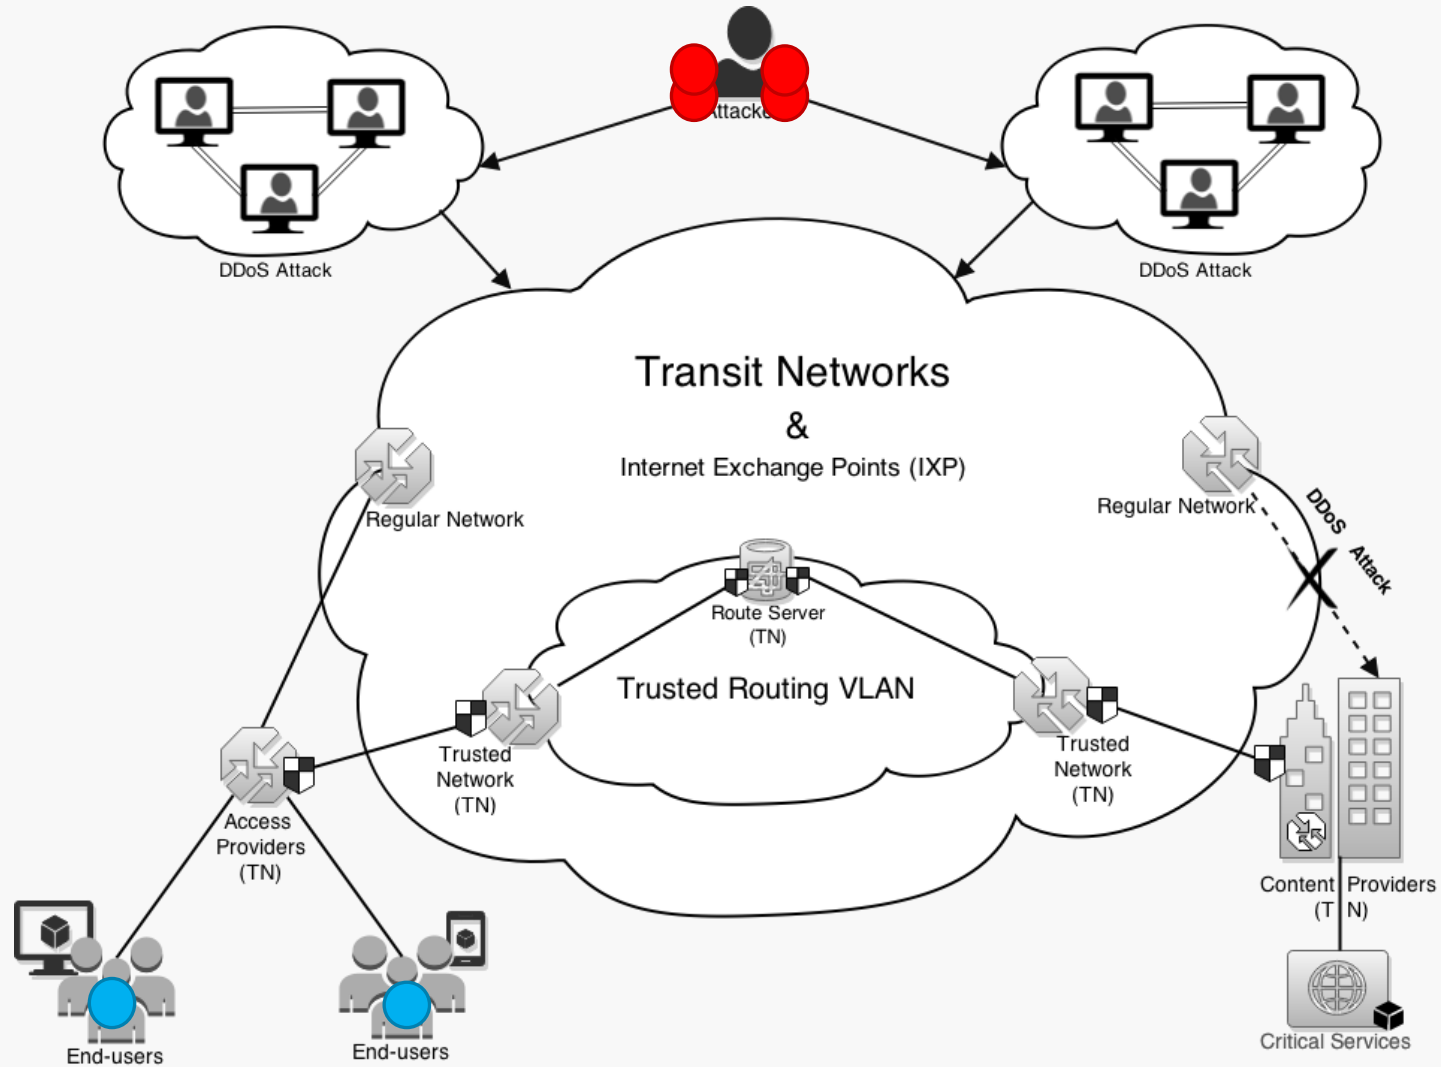 DDoS Attack
DDoS Attack
Transit Networks
&
Internet Exchange Points (IXP)
Regular Network
Regular Network
DDoS Attack
Route Server
(TN)
Trusted Routing VLAN
Trusted
Network
(TN)
Trusted
Network
(TN)
Access
Providers
(TN)
Content Providers
(TN)
End-users
End-users
Critical Services